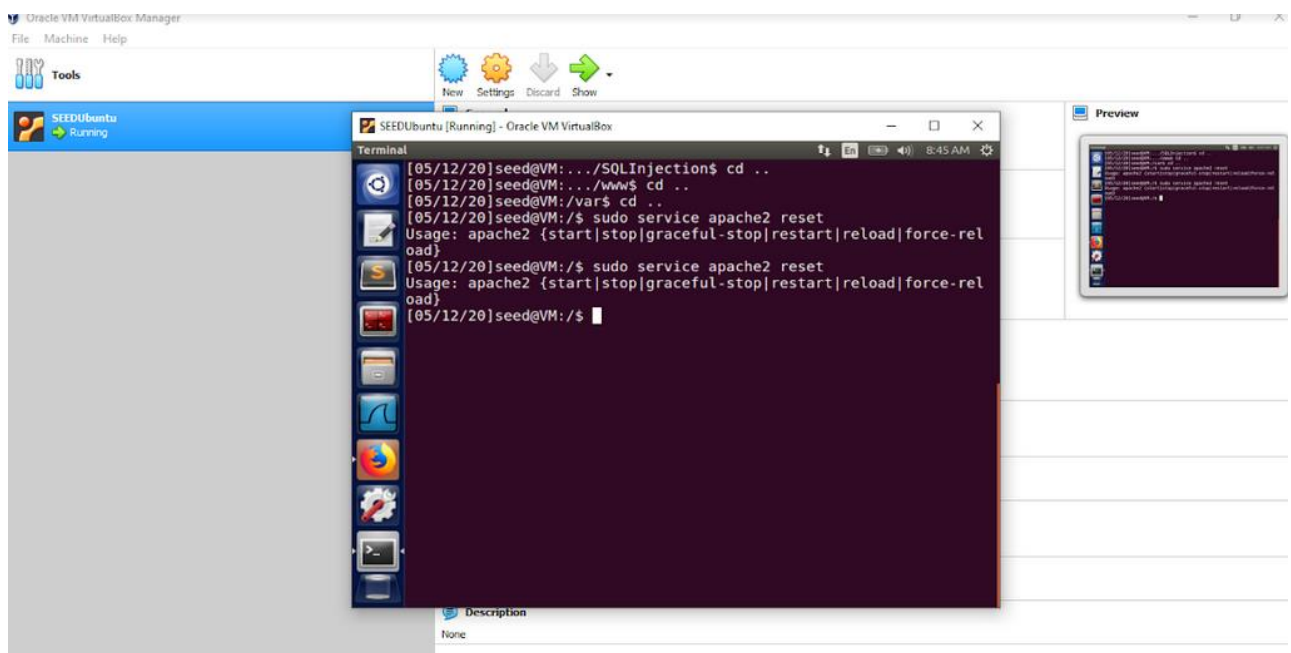 Oracle VM VirtualBox Manager
File Machine Help
Tools
New Settings Discard Show
SEEDUbuntu
Running
Preview
SEEDUbuntu [Running] - Oracle VM VirtualBox
Terminal
En
8:45 AM
[05/12/20]seed@VM:.../SQLInjection$ cd ..
[05/12/20]seed@VM:.../www$ cd ..
[05/12/20]seed@VM:/var$ cd ..
[05/12/20]seed@VM:/$ sudo service apache2 reset
Usage: apache2 {start|stop|graceful-stop|restart|reload|force-rel
oad}
[05/12/20]seed@VM:/$ sudo service apache2 reset
Usage: apache2 {start|stop|graceful-stop|restart|reload|force-rel
oad}
[05/12/20]seed@VM:/$
Description
None